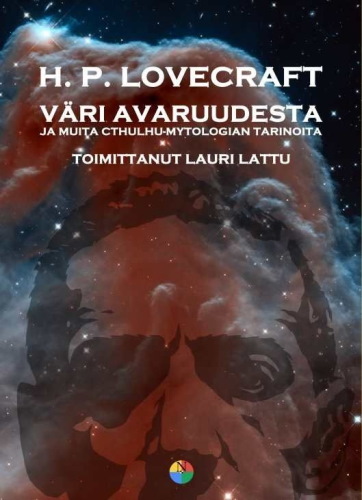 H. P. LOVECRAFT
VÄRI AVARUUDESTA
JA MUITA CTHULHU-MYTOLOGIAN TARINOITA
TOIMITTANUT LAURI LATTU
N